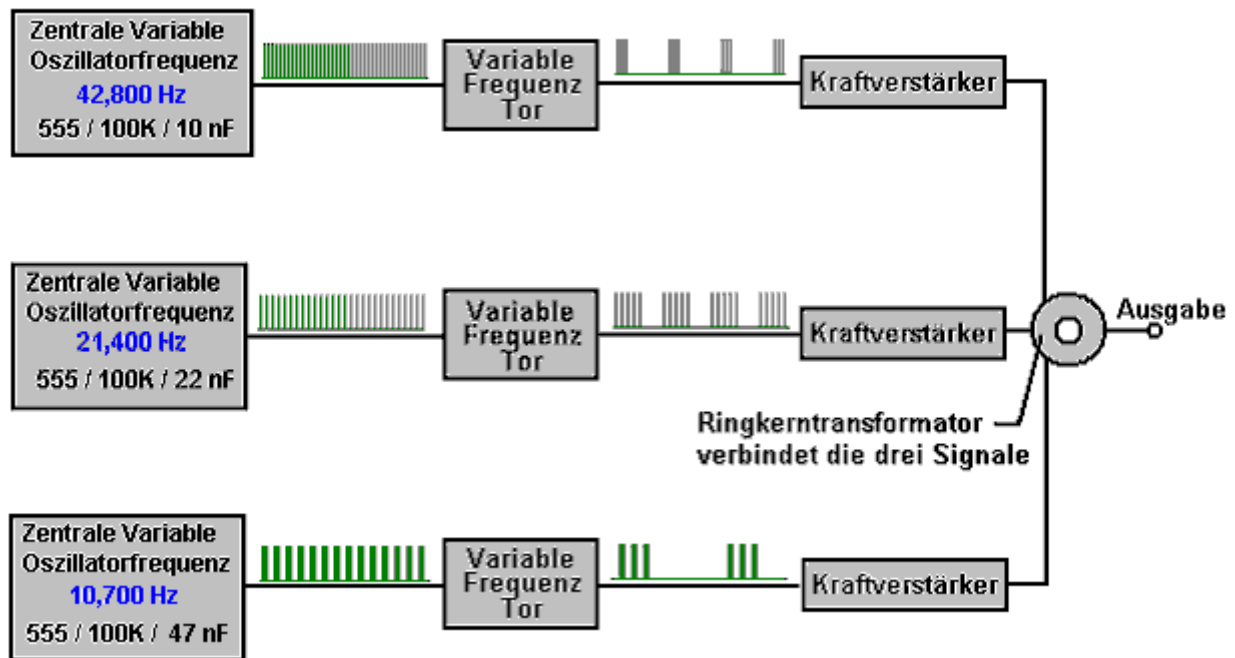 Zentrale Variable
Oszillatorfrequenz
42,800 Hz
555 / 100K / 10 nF
Variable
Frequenz
Tor
Kraftverstärker
Zentrale Variable
Oszillatorfrequenz
21,400 Hz
555 / 100K / 22 nF
Variable
Frequenz
Tor
Kraftverstärker
Ausgabe
Ringkerntransformator
verbindet die drei Signale
Zentrale Variable
Oszillatorfrequenz
10,700 Hz
555 / 100K / 47 nF
Variable
Frequenz
Tor
Kraftverstärker